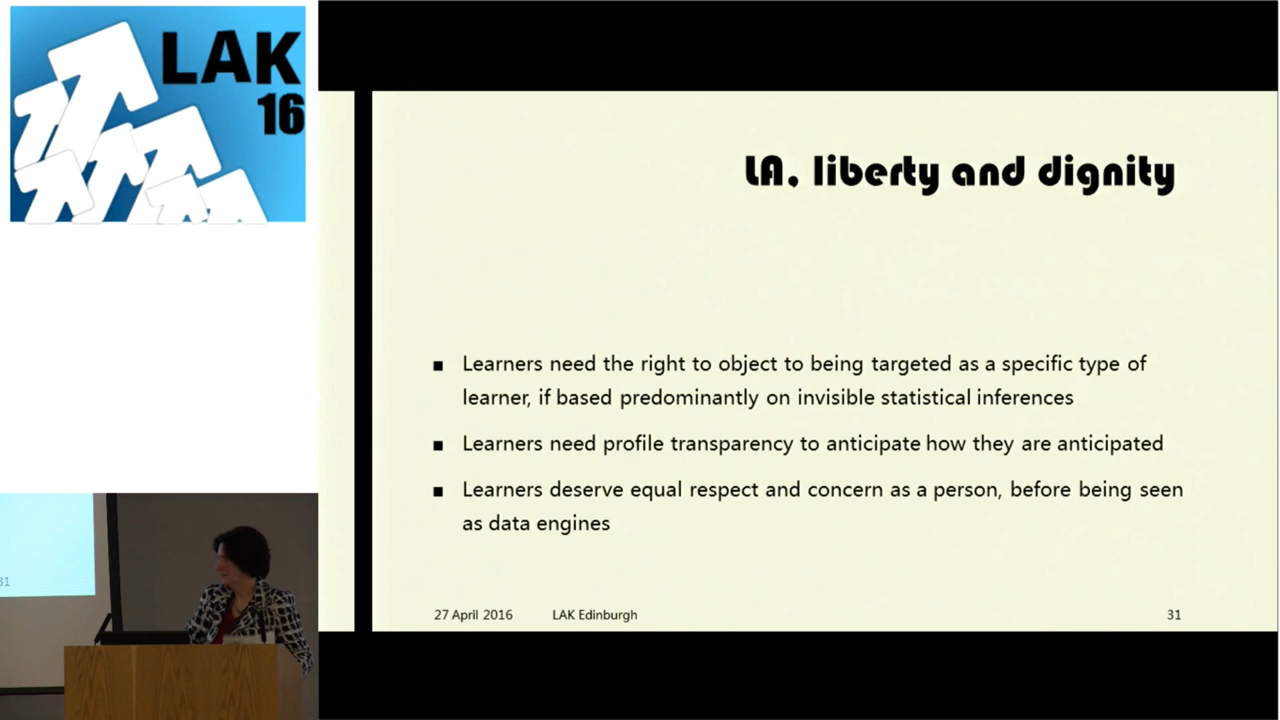 LAK
16
LA, liberty and dignity
■ Learners need the right to object to being targeted as a specific type of
learner, if based predominantly on invisible statistical inferences
■ Learners need profile transparency to anticipate how they are anticipated
■ Learners deserve equal respect and concern as a person, before being seen
as data engines
27 April 2016 LAK Edinburgh 31
31